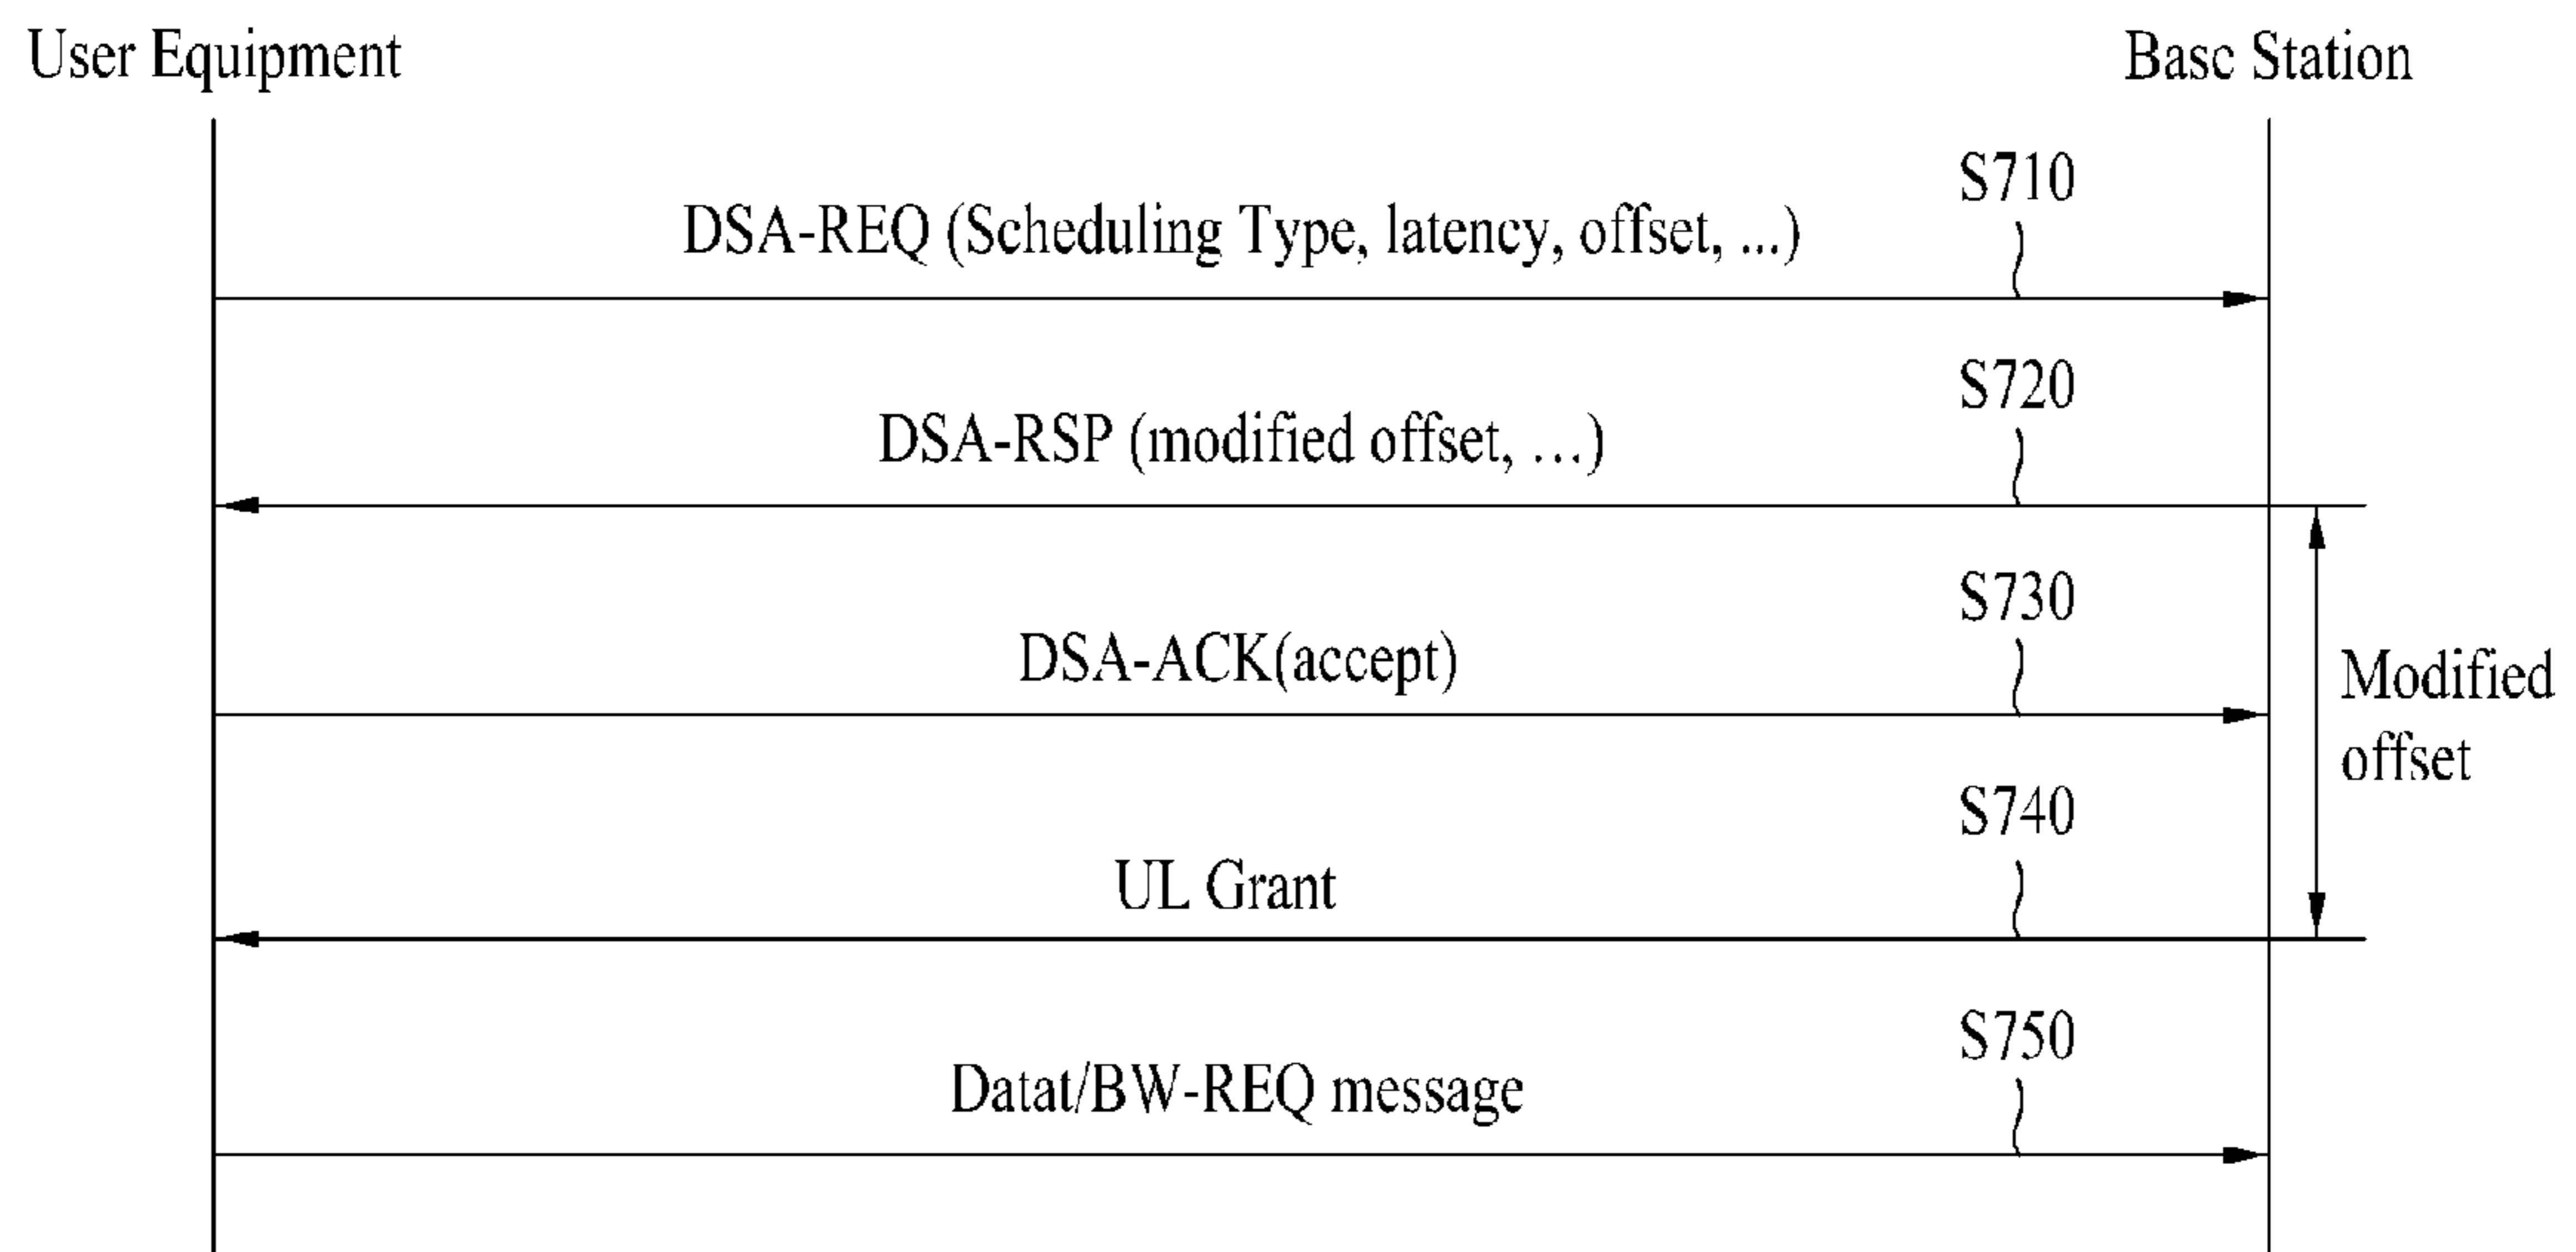 User Equipment
Basc Station
S710
DSA-REQ (Scheduling Type, latency, offset, ...)
S720
DSA-RSP (modified offset, ...)
S730
DSA-ACK(accept)
Modified
offset
S740
UL Grant
S750
Datat/BW-REQ message